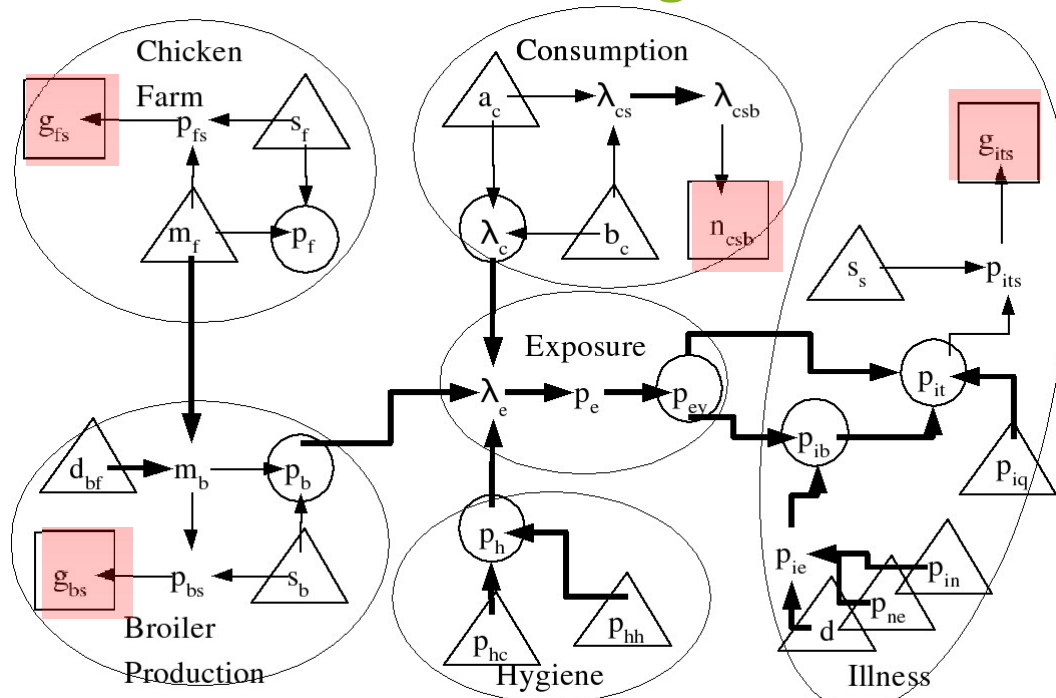 Chicken
Farm
g_fs
p_fs
s_f
m_f
p_f
Consumption
a_c
λ_cs
λ_csb
λ_c
b_c
n_csb
g_its
s_s
p_its
Exposure
λ_e
p_e
p_ev
p_it
p_ib
p_iq
d_bf
m_b
p_b
g_bs
p_bs
s_b
Broiler
Production
p_h
p_hc
p_hh
Hygiene
p_ie
p_in
p_ne
d
Illness